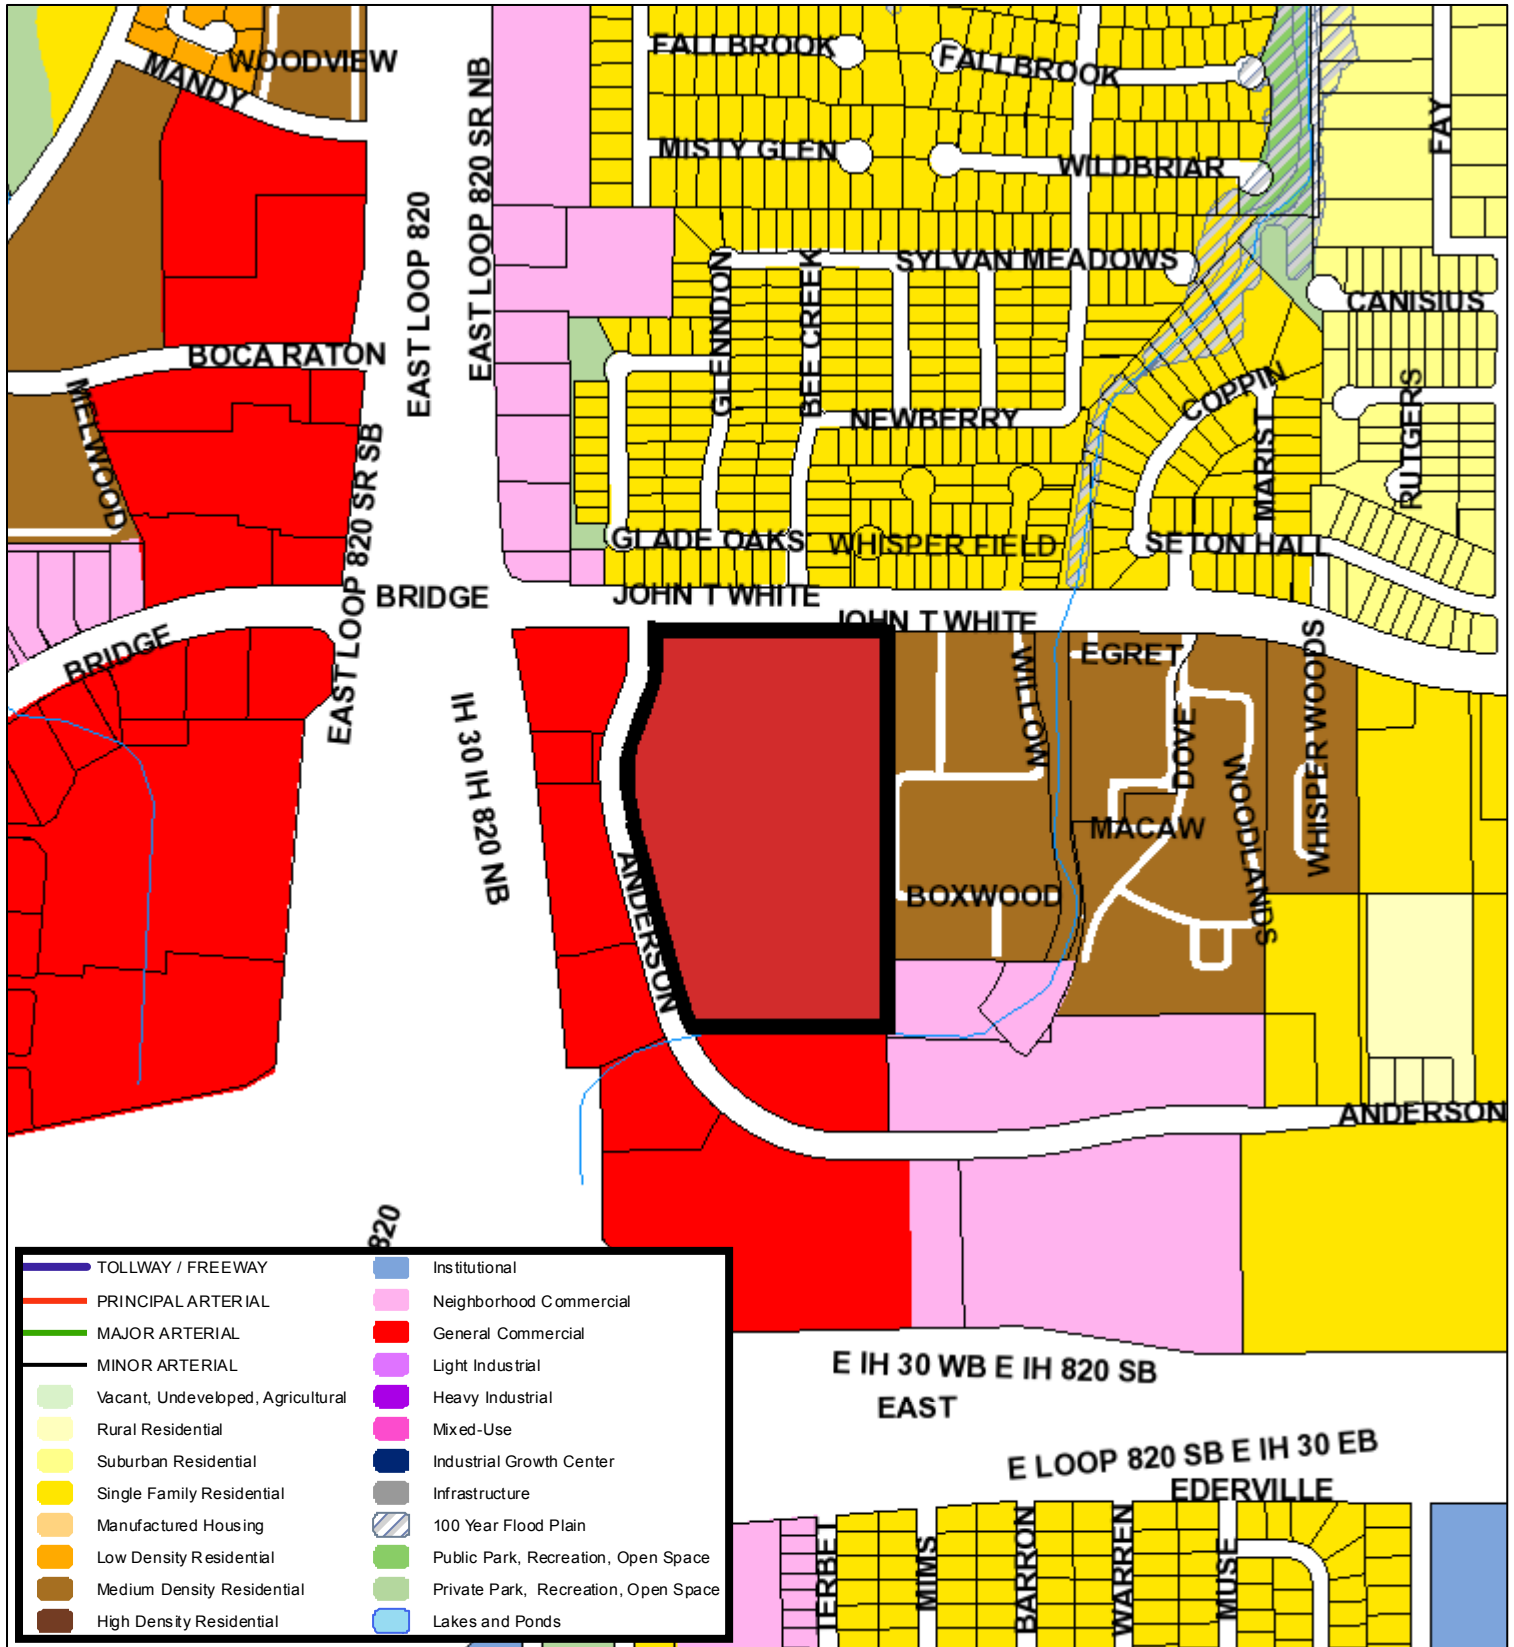 WOODVIEW
MANDY
EAST LOOP 820 SR NB
EAST LOOP 820
FALLBROOK
FALLBROOK
MISTY GLEN
WILDBRIAR
FAY
SYLVAN MEADOWS
GLENNDON
BEE CREEK
CANISIUS
BOCA RATON
MELWOOD
NEWBERRY
COPPIN
MARIST
RUTGERS
EAST LOOP 820 SR SB
GLADE OAKS
WHISPER FIELD
SETON HALL
BRIDGE
JOHN T WHITE
JOHN T WHITE
BRIDGE
EGRET
WILLOW
DOVE
WOODLANDS
WHISPER WOODS
IH 30 IH 820 NB
MACAW
BOXWOOD
ANDERSON
ANDERSON
820
E IH 30 WB E IH 820 SB
EAST
E LOOP 820 SB E IH 30 EB
EDERVILLE
MIMS
BARRON
WARREN
MUSE
TOLLWAY / FREEWAY
PRINCIPAL ARTERIAL
MAJOR ARTERIAL
MINOR ARTERIAL
Vacant, Undeveloped, Agricultural
Rural Residential
Suburban Residential
Single Family Residential
Manufactured Housing
Low Density Residential
Medium Density Residential
High Density Residential
Institutional
Neighborhood Commercial
General Commercial
Light Industrial
Heavy Industrial
Mixed-Use
Industrial Growth Center
Infrastructure
100 Year Flood Plain
Public Park, Recreation, Open Space
Private Park, Recreation, Open Space
Lakes and Ponds